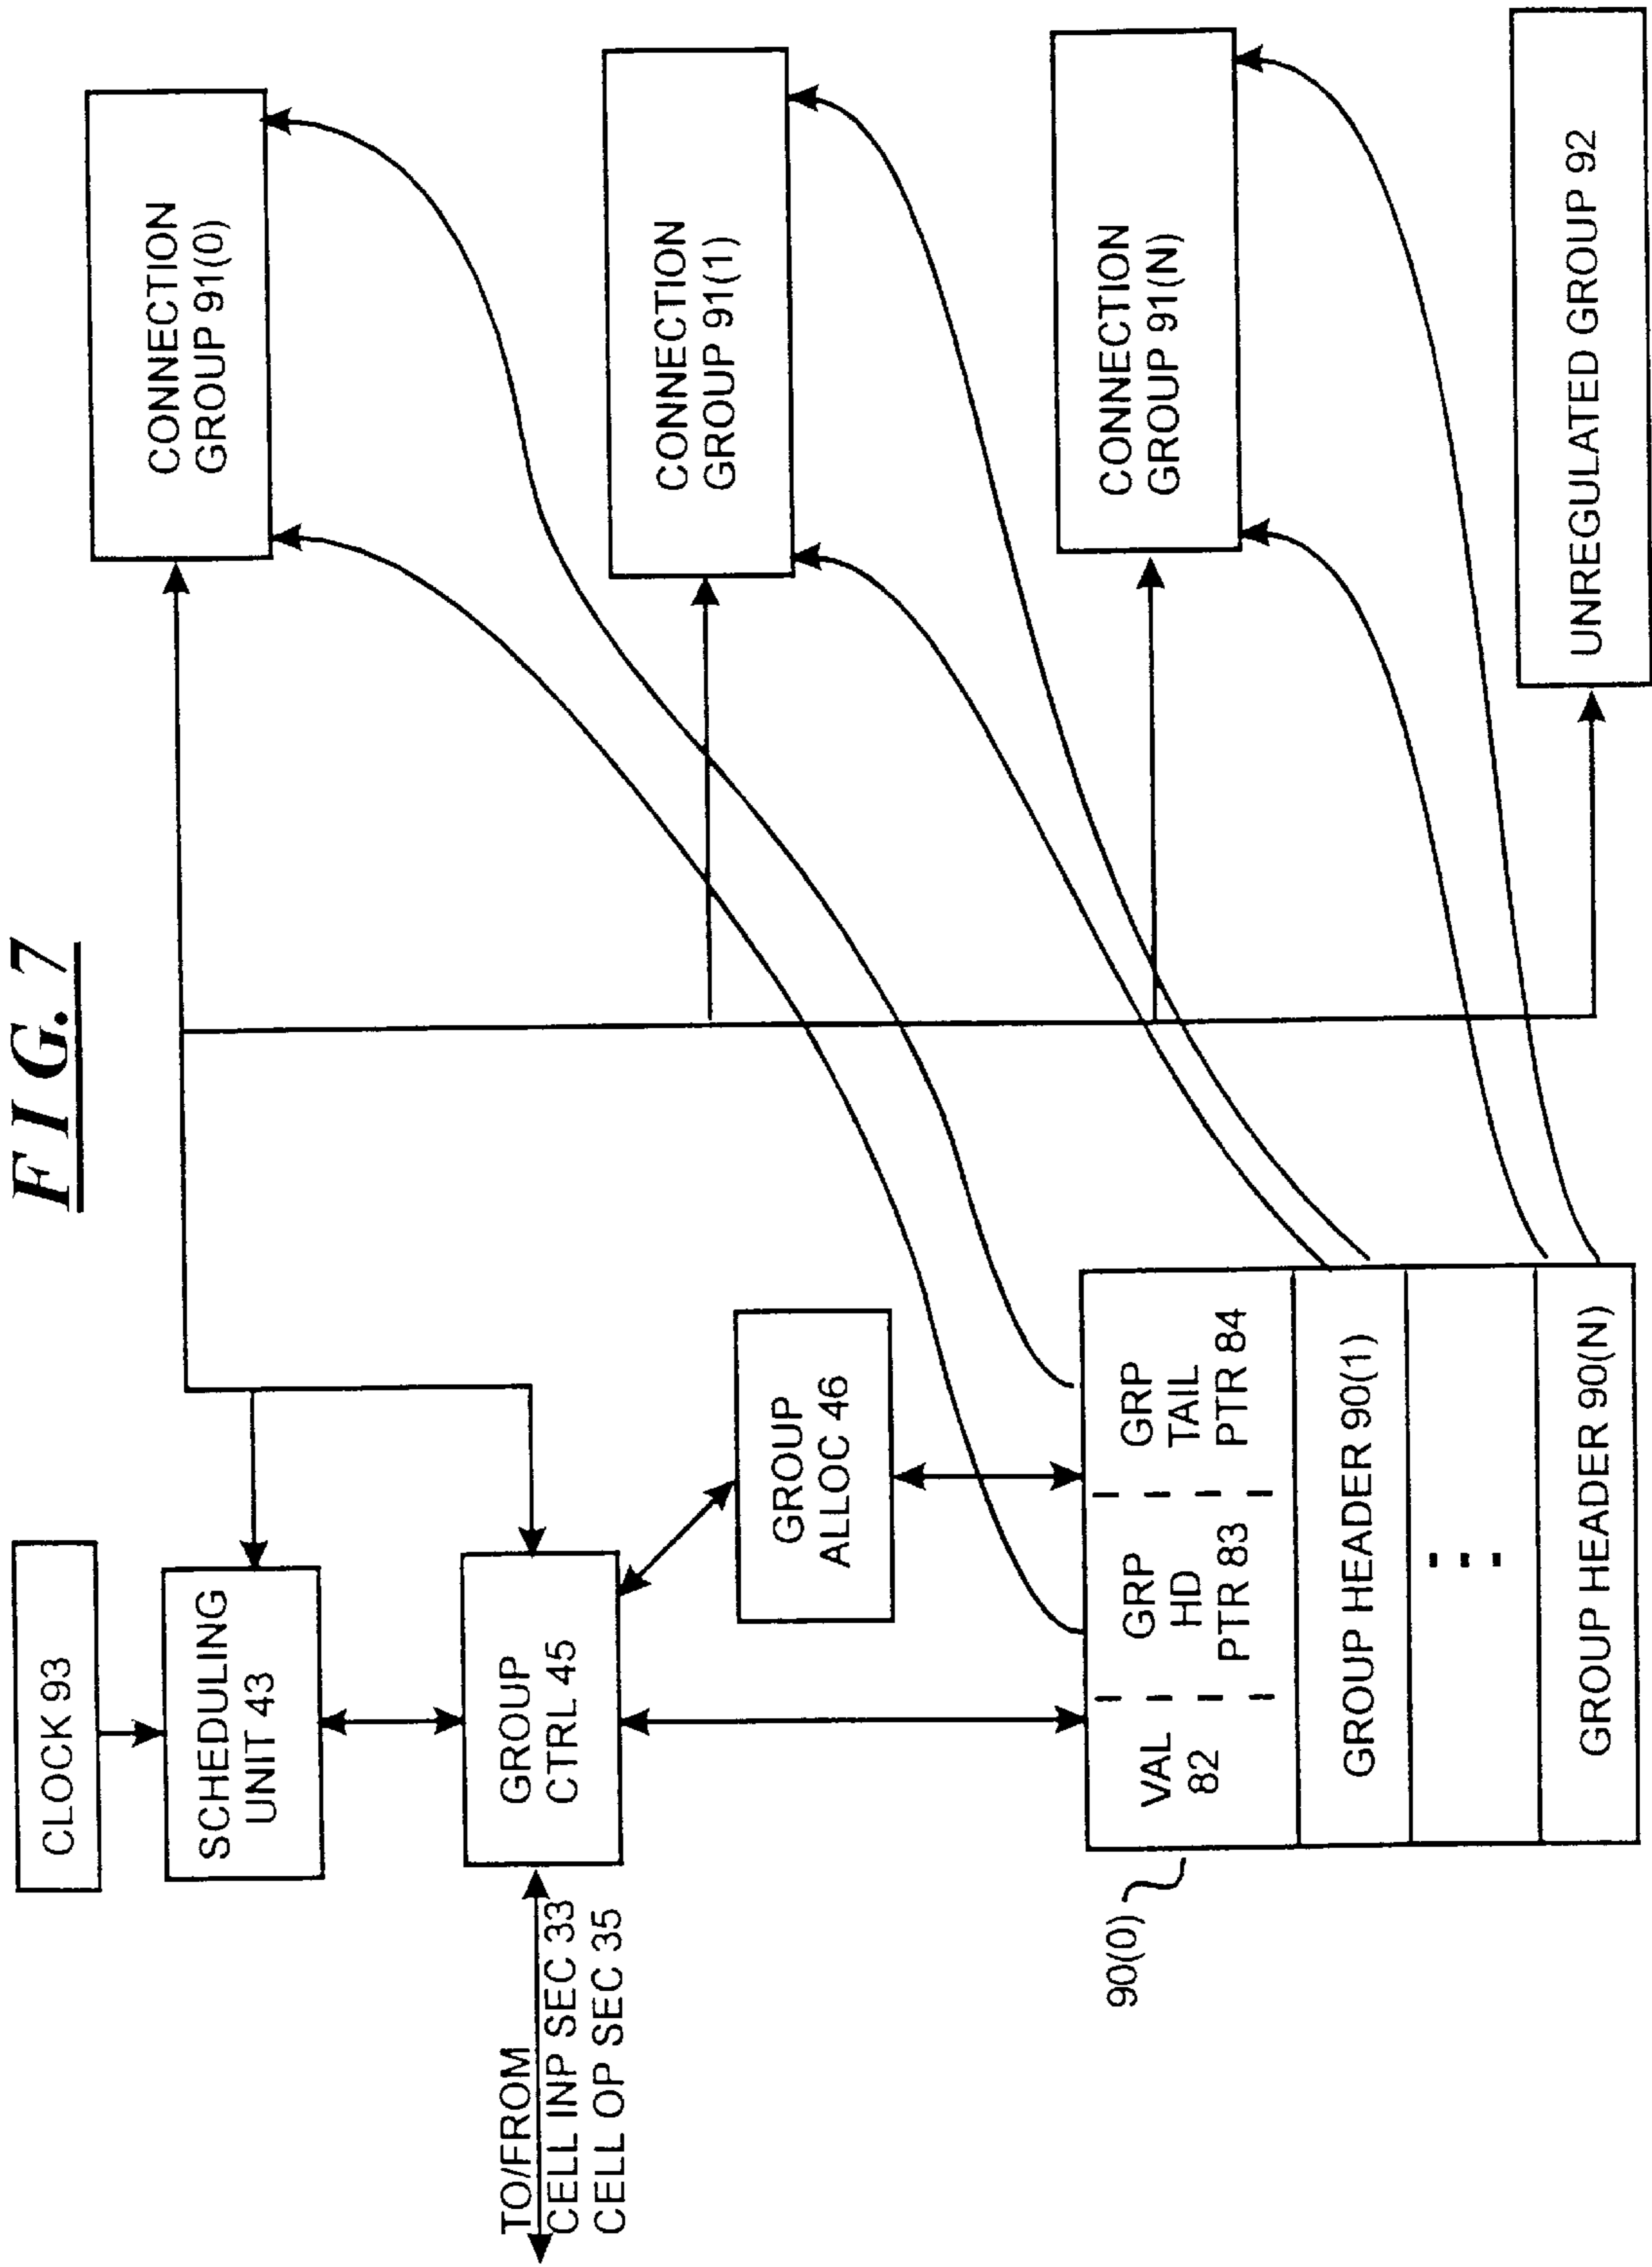 FIG. 7
CLOCK 93
SCHEDULING
UNIT 43
GROUP
CTRL 45
TO/FROM
CELL INP SEC 33
CELL OP SEC 35
GROUP
ALLOC 46
90(0)
VAL
82
GRP
HD
PTR 83
GRP
TAIL
PTR 84
GROUP HEADER 90(1)
...
GROUP HEADER 90(N)
CONNECTION
GROUP 91(0)
CONNECTION
GROUP 91(1)
CONNECTION
GROUP 91(N)
UNREGULATED GROUP 92